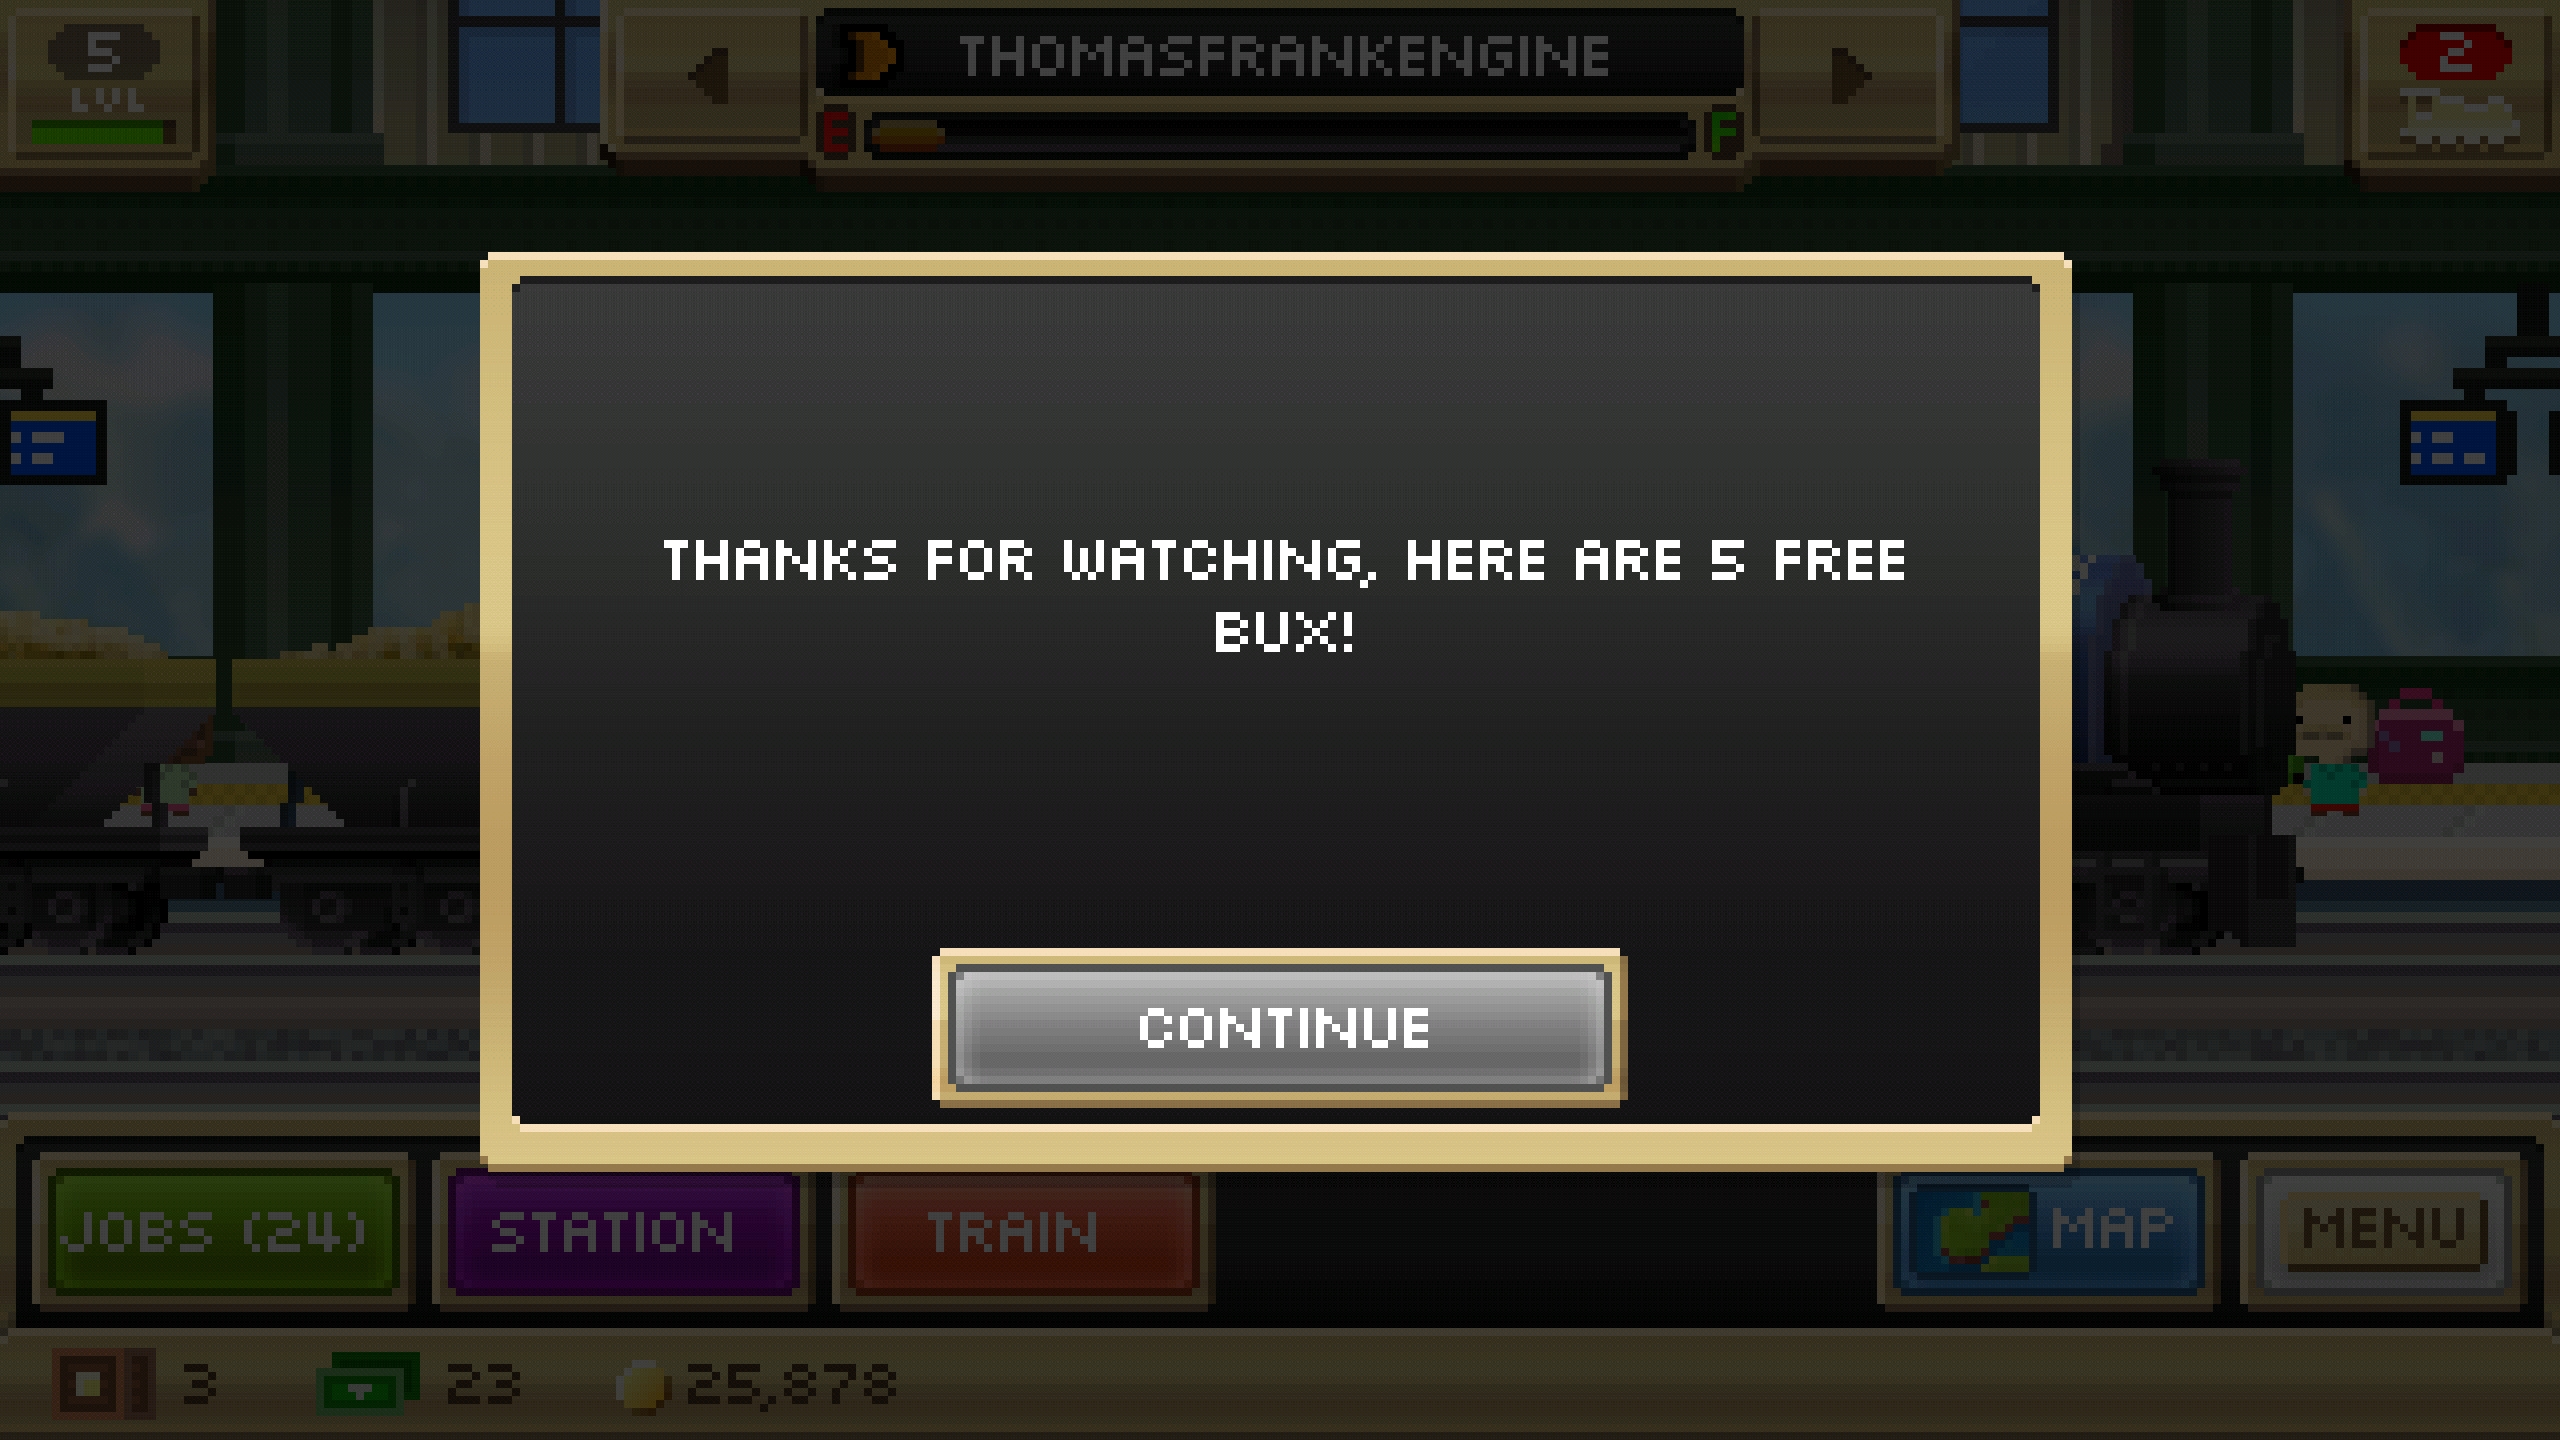 5
LVL
THOMASFRANKENGINE
E
F
2
THANKS FOR WATCHING, HERE ARE 5 FREE
BUX!
CONTINUE
JOBS (24)
STATION
TRAIN
MAP
MENU
3
23
25,878